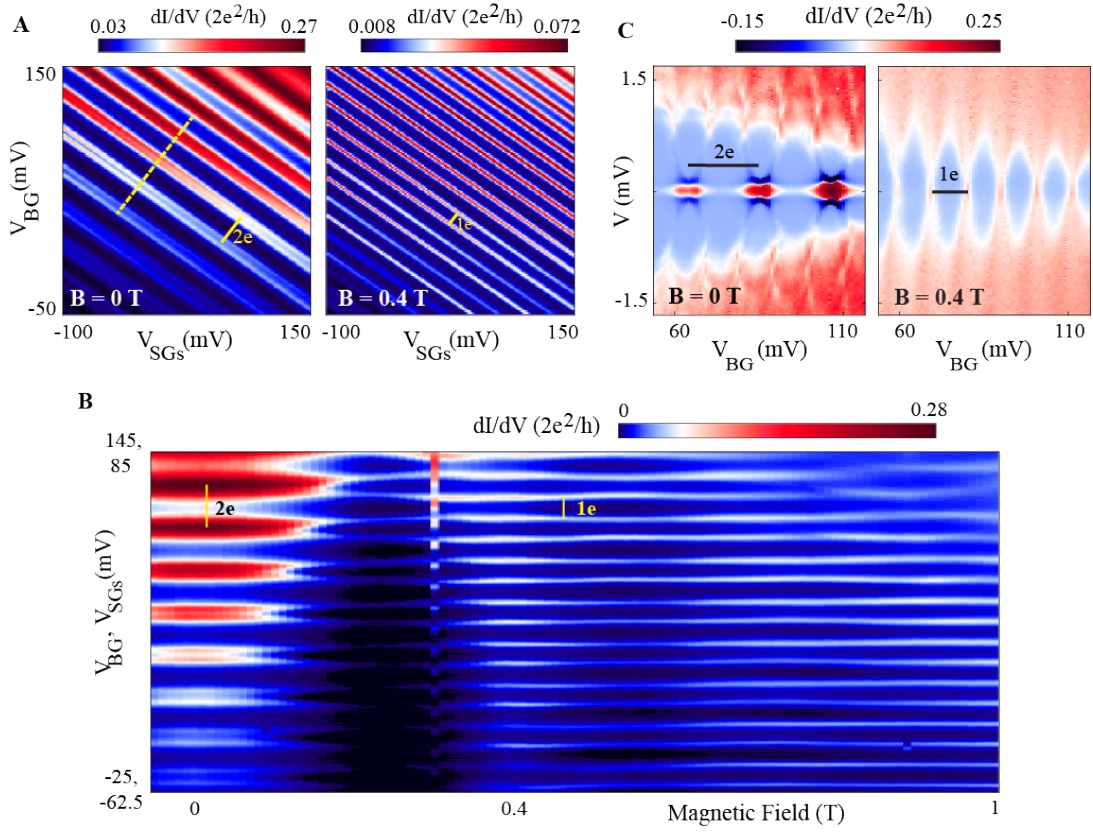 A
dI/dV (2e²/h)
0.03
0.27
150
V_BG (mV)
-50
2e
B = 0 T
-100
V_SGs (mV)
150
dI/dV (2e²/h)
0.008
0.072
1e
B = 0.4 T
-100
V_SGs (mV)
150
C
dI/dV (2e²/h)
-0.15
0.25
1.5
V (mV)
-1.5
2e
B = 0 T
60
110
V_BG (mV)
1e
B = 0.4 T
60
110
V_BG (mV)
B
dI/dV (2e²/h)
0
0.28
145,
85
V_BG, V_SGs (mV)
-25,
-62.5
2e
1e
0
0.4
Magnetic Field (T)
1